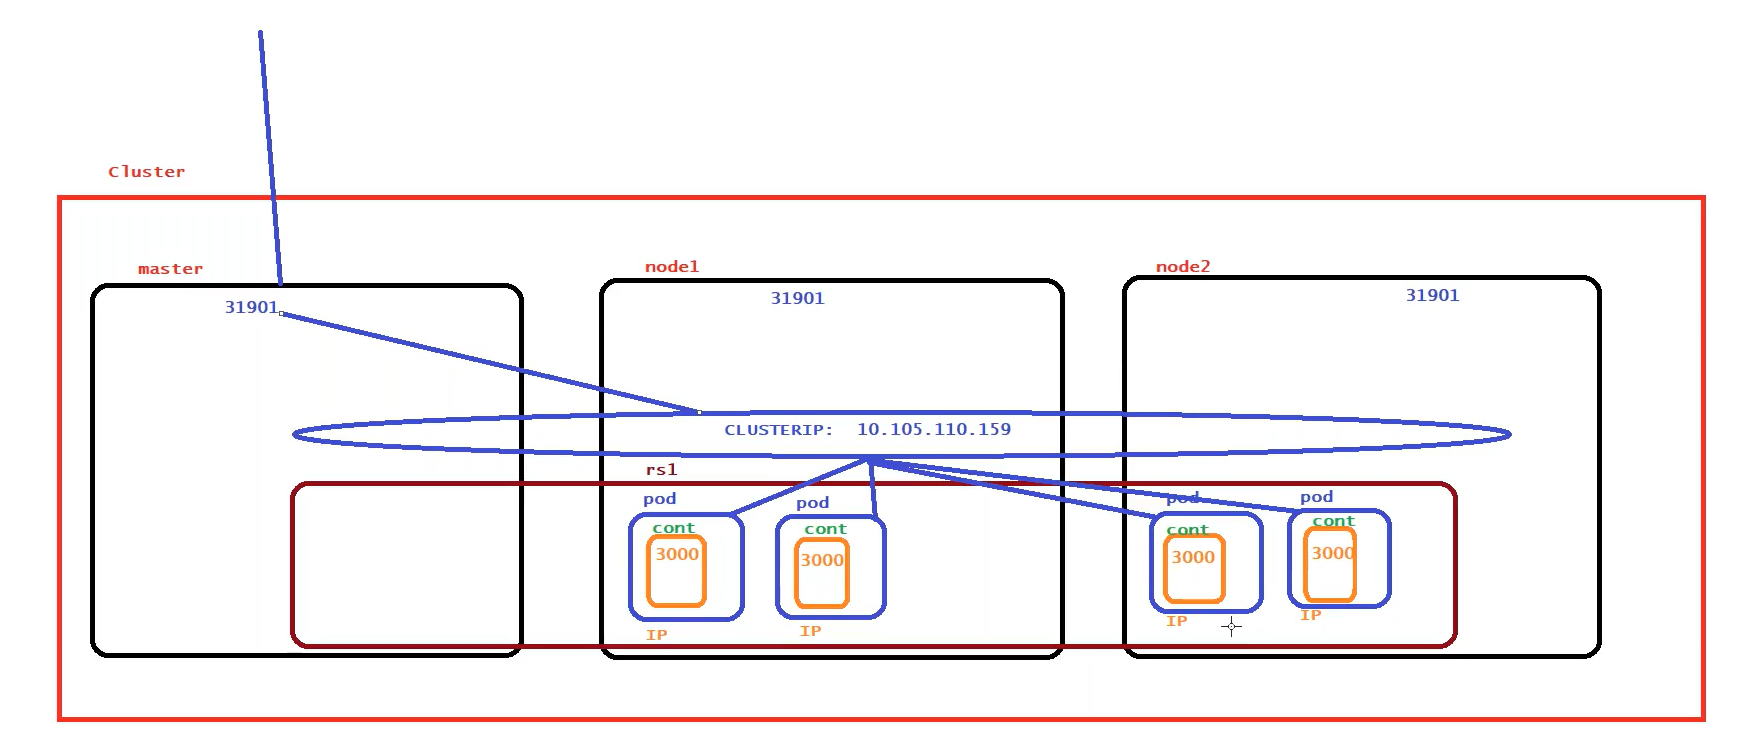 Cluster
master
node1
node2
31901
31901
31901
CLUSTERIP: 10.105.110.159
rs1
pod
pod
pod
pod
cont
cont
cont
cont
3000
3000
3000
3000
IP
IP
IP
IP